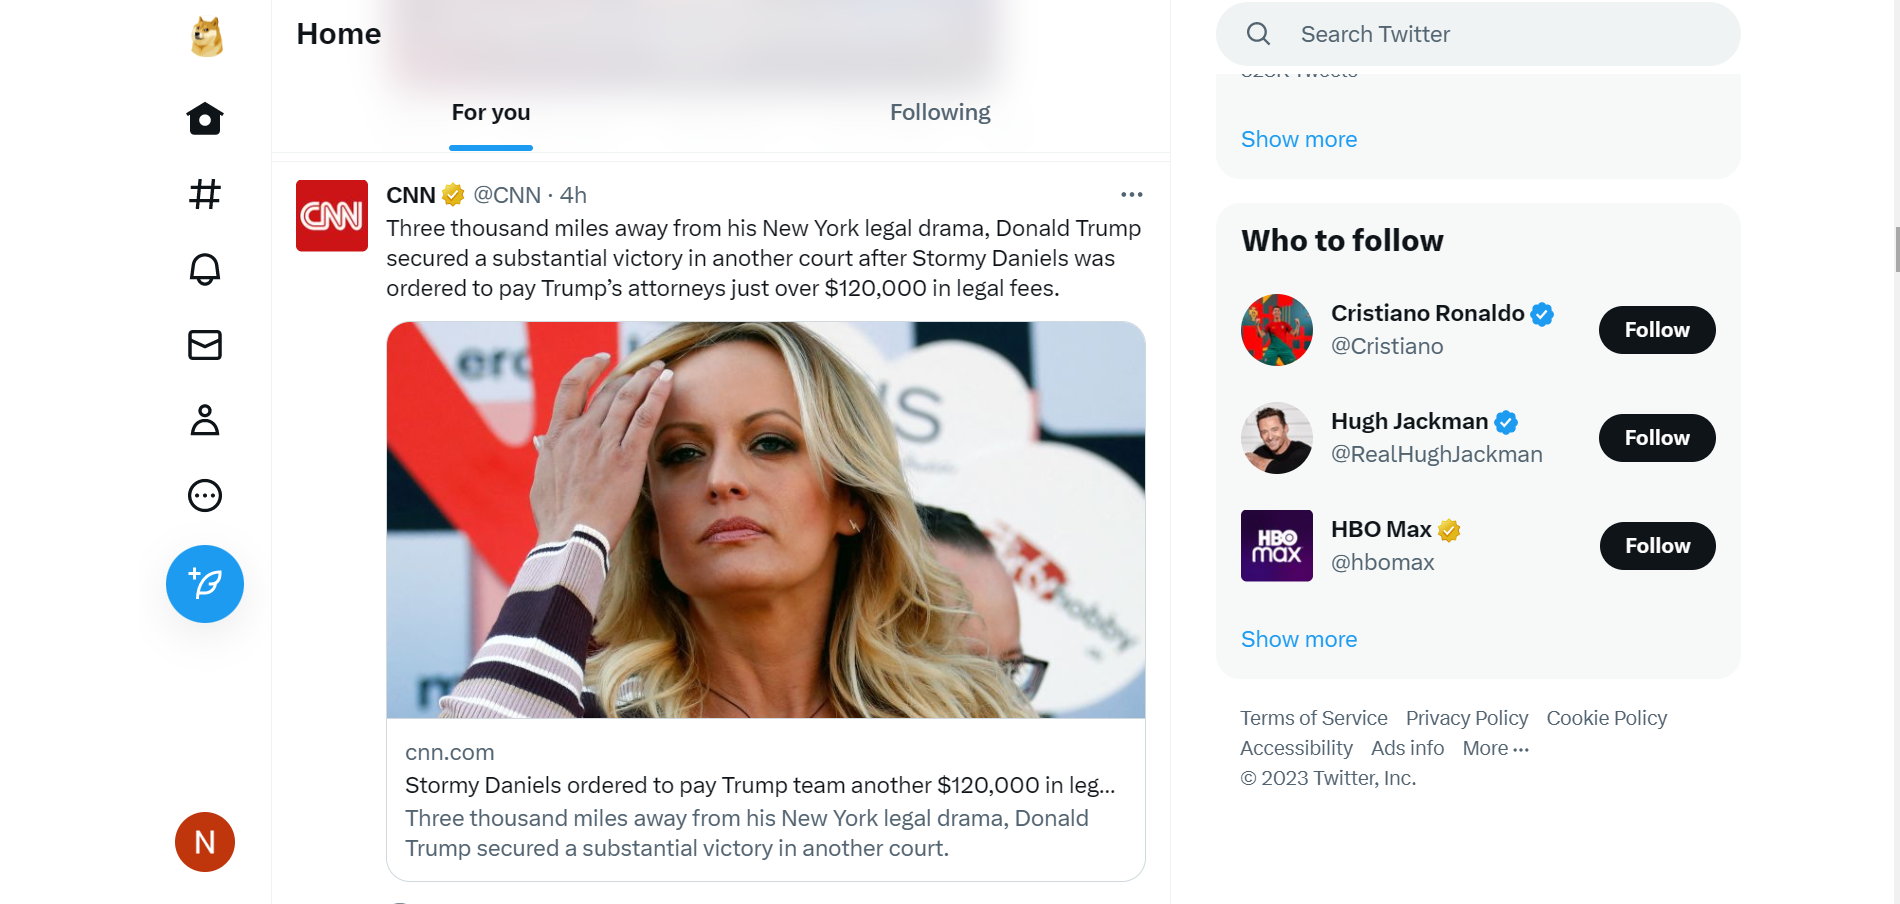 Home
For you
Following
CNN @CNN · 4h
Three thousand miles away from his New York legal drama, Donald Trump
secured a substantial victory in another court after Stormy Daniels was
ordered to pay Trump’s attorneys just over $120,000 in legal fees.
CNN
hobby
cnn.com
Stormy Daniels ordered to pay Trump team another $120,000 in leg...
Three thousand miles away from his New York legal drama, Donald
Trump secured a substantial victory in another court.
N
Search Twitter
Show more
Who to follow
Cristiano Ronaldo
@Cristiano
Follow
Hugh Jackman
@RealHughJackman
Follow
HBO
max
HBO Max
@hbomax
Follow
Show more
Terms of Service Privacy Policy Cookie Policy
Accessibility Ads info More ···
© 2023 Twitter, Inc.